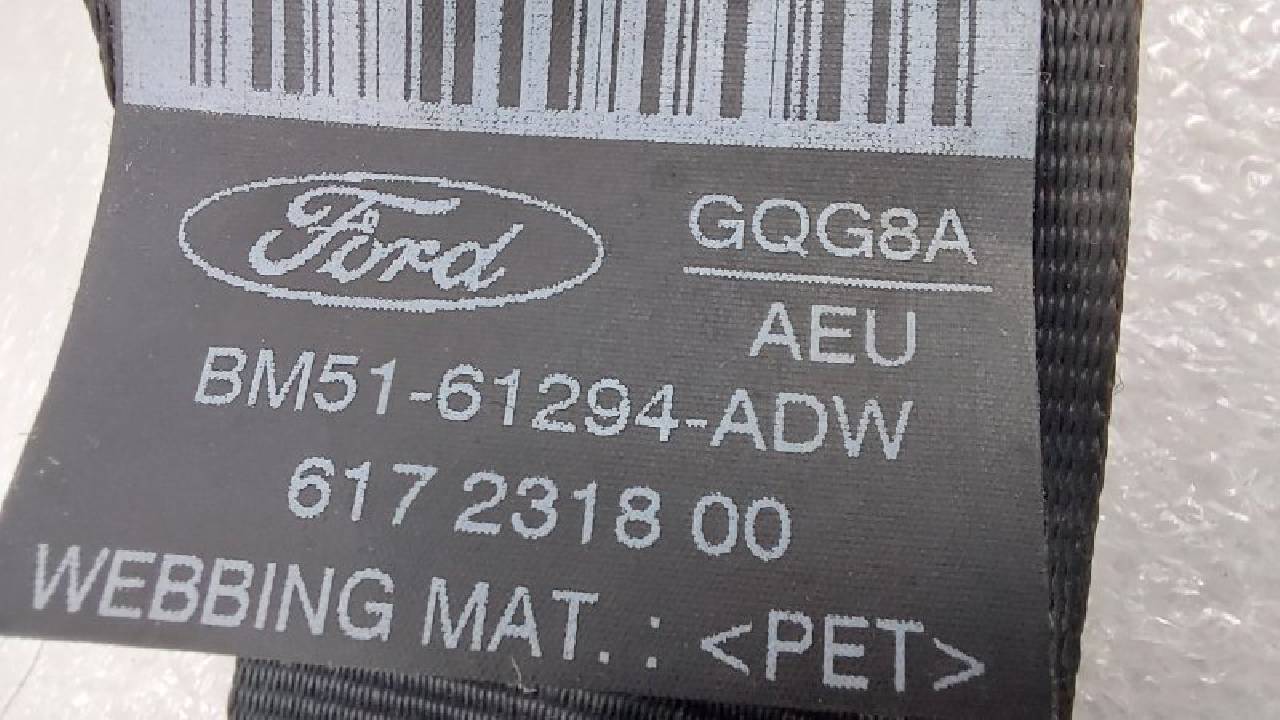 Ford GQG8A
AEU
BM51-61294-ADW
617 2318 00
WEBBING MAT. : <PET>